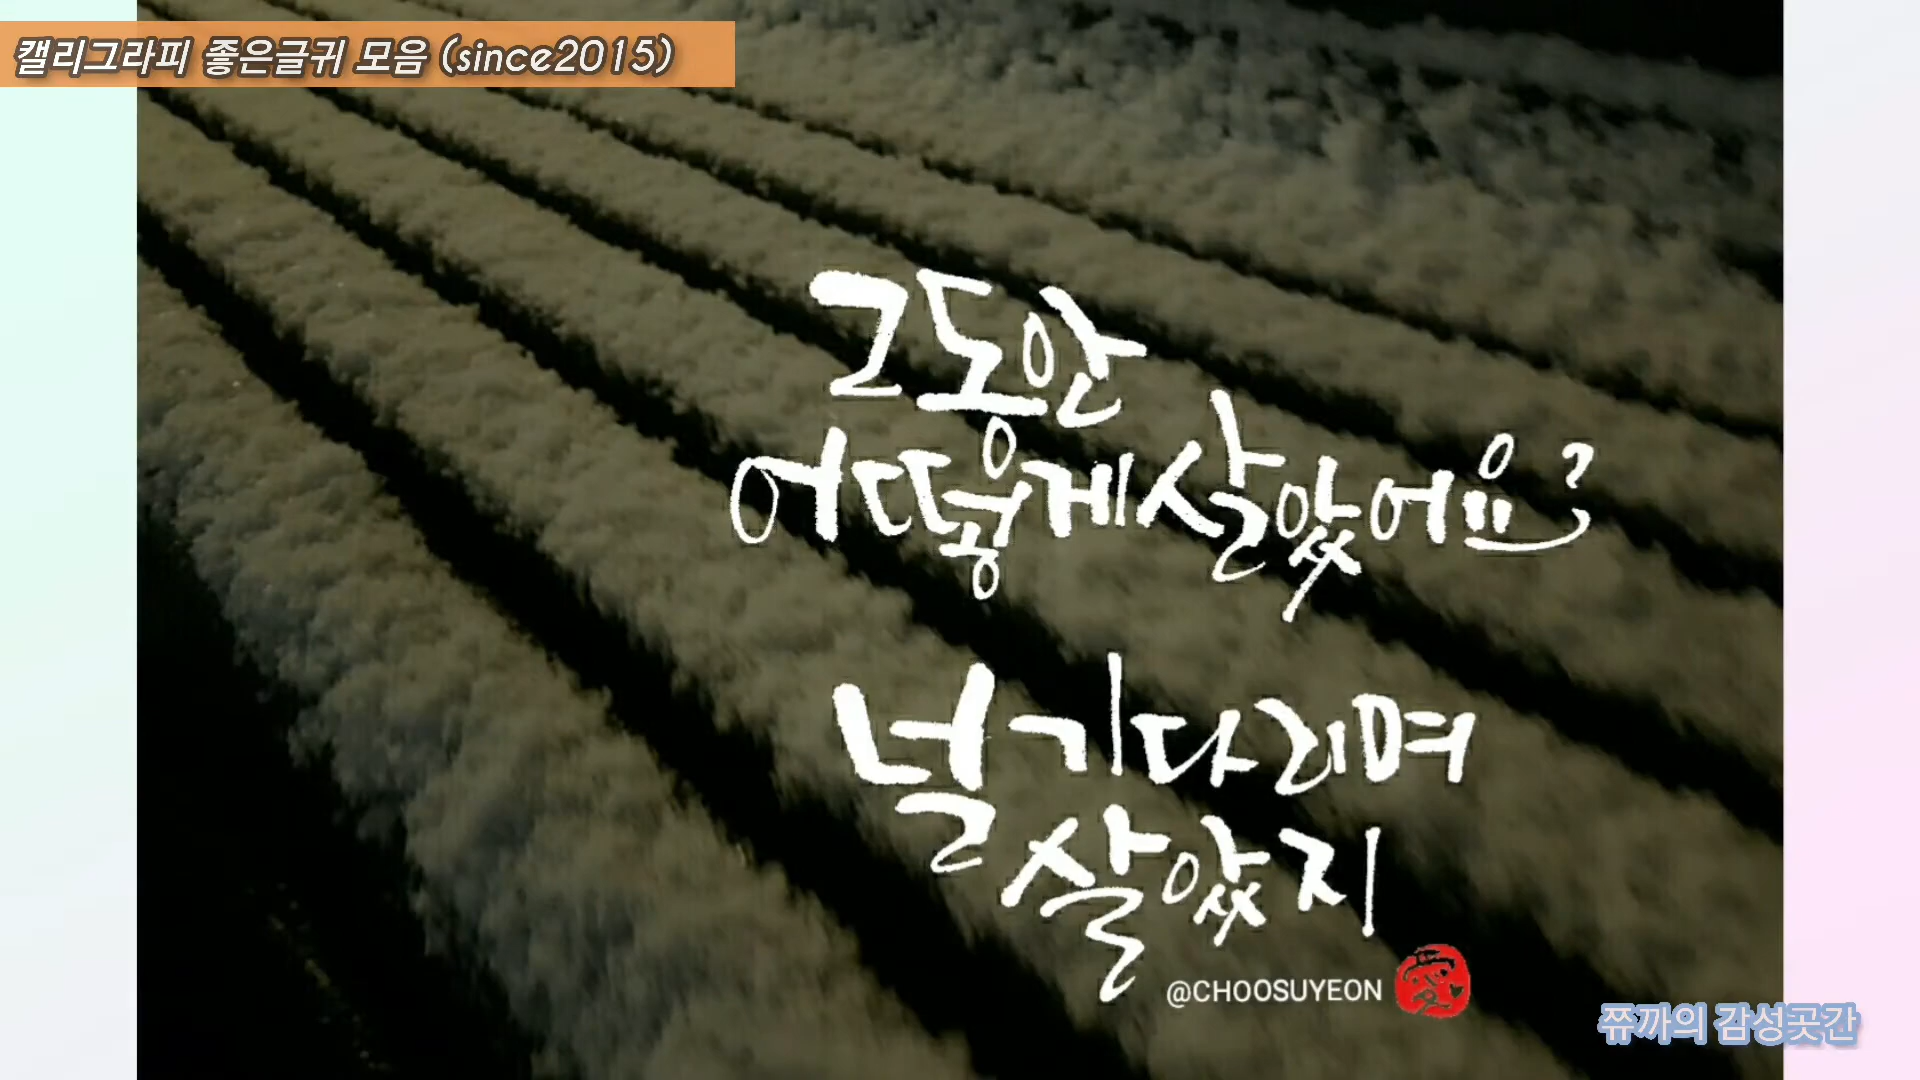 캘리그라피 좋은글귀 모음 (since2015)
그동안
어떻게 살았어요?
널 기다리며
살았지
@CHOOSUYEON
愛
쮸까의 감성곳간